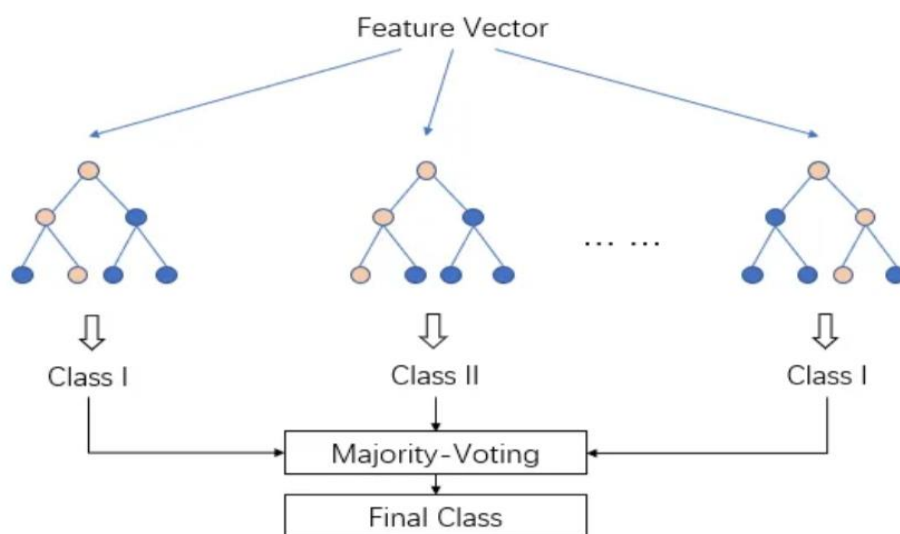 Feature Vector
... ...
Class I
Class II
Class I
Majority-Voting
Final Class